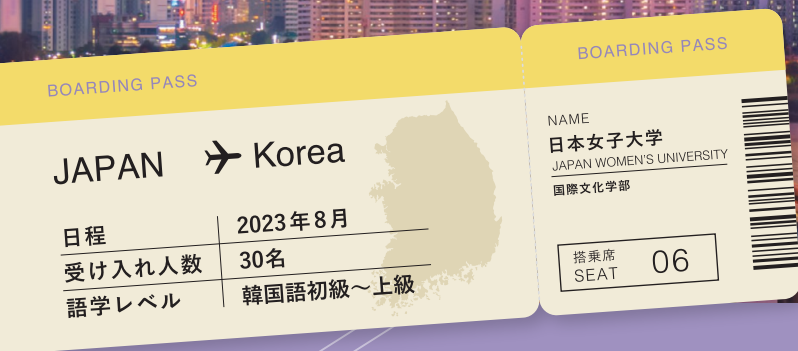 BOARDING PASS
JAPAN Korea
日程 2023年8月
受け入れ人数 30名
語学レベル 韓国語初級～上級
BOARDING PASS
NAME
日本女子大学
JAPAN WOMEN'S UNIVERSITY
国際文化学部
搭乗席
SEAT 06